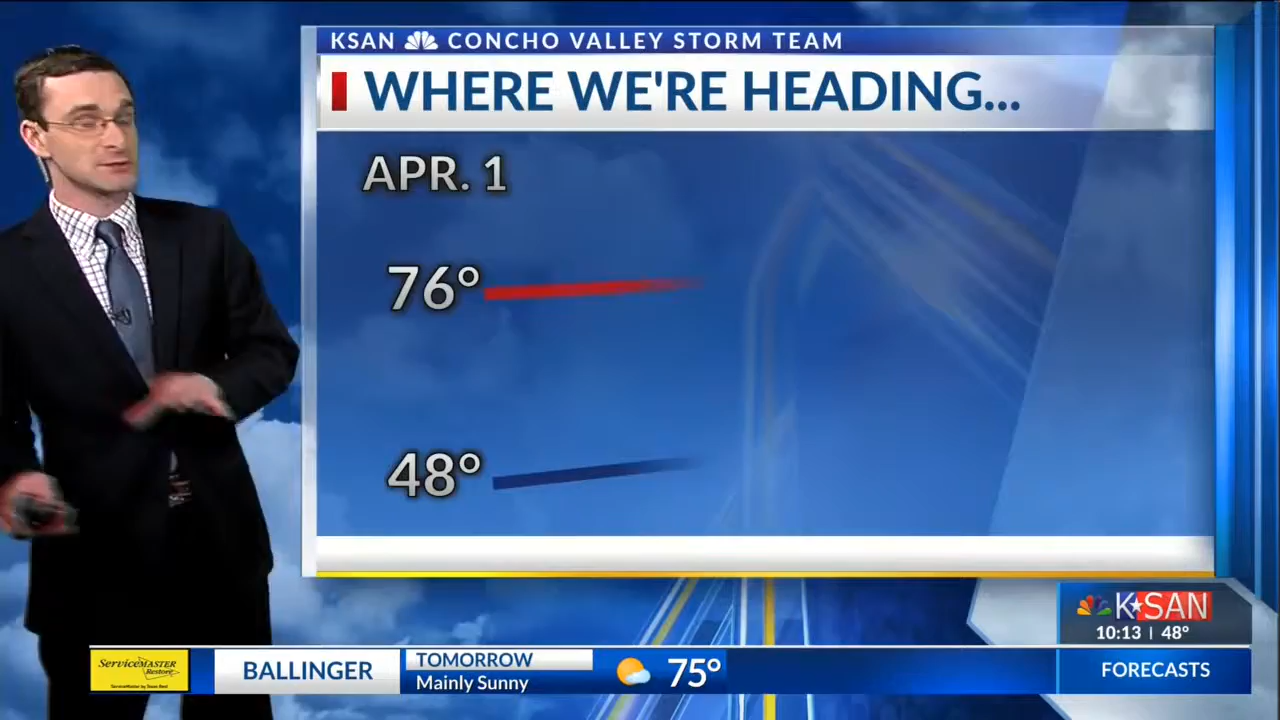 KSAN CONCHO VALLEY STORM TEAM
WHERE WE'RE HEADING...
APR. 1
76°
48°
KSAN
10:13 | 48°
ServiceMASTER
Restore
BALLINGER
TOMORROW
Mainly Sunny
75°
FORECASTS